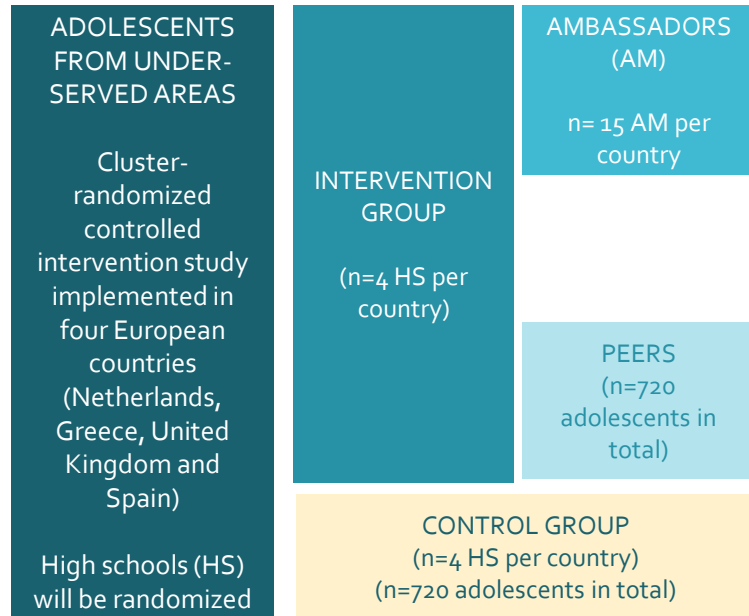 ADOLESCENTS
FROM UNDER-
SERVED AREAS
Cluster-
randomized
controlled
intervention study
implemented in
four European
countries
(Netherlands,
Greece, United
Kingdom and
Spain)
High schools (HS)
will be randomized
INTERVENTION
GROUP
(n=4 HS per
country)
AMBASSADORS
(AM)
n= 15 AM per
country
PEERS
(n=720
adolescents in
total)
CONTROL GROUP
(n=4 HS per country)
(n=720 adolescents in total)